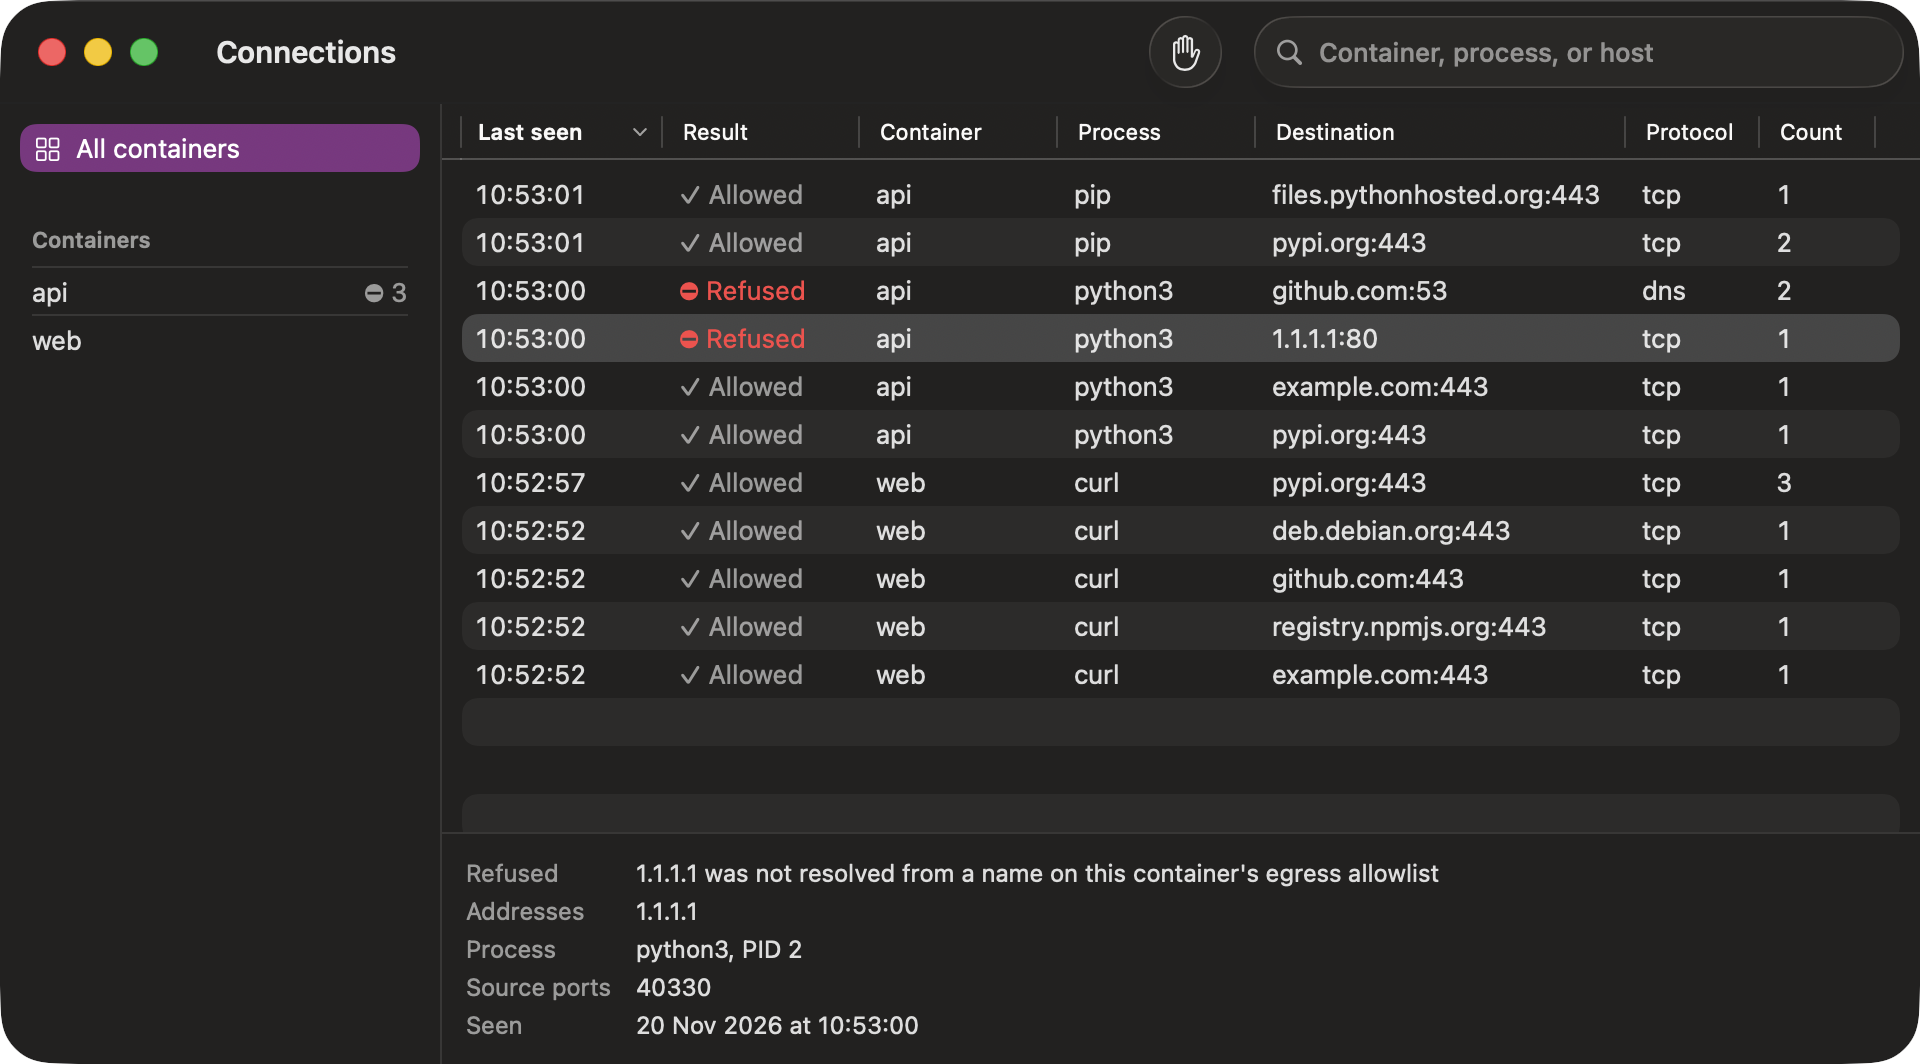 Connections
Container, process, or host
All containers
Containers
api 3
web
Last seen Result Container Process Destination Protocol Count
10:53:01 Allowed api pip files.pythonhosted.org:443 tcp 1
10:53:01 Allowed api pip pypi.org:443 tcp 2
10:53:00 Refused api python3 github.com:53 dns 2
10:53:00 Refused api python3 1.1.1.1:80 tcp 1
10:53:00 Allowed api python3 example.com:443 tcp 1
10:53:00 Allowed api python3 pypi.org:443 tcp 1
10:52:57 Allowed web curl pypi.org:443 tcp 3
10:52:52 Allowed web curl deb.debian.org:443 tcp 1
10:52:52 Allowed web curl github.com:443 tcp 1
10:52:52 Allowed web curl registry.npmjs.org:443 tcp 1
10:52:52 Allowed web curl example.com:443 tcp 1
Refused 1.1.1.1 was not resolved from a name on this container's egress allowlist
Addresses 1.1.1.1
Process python3, PID 2
Source ports 40330
Seen 20 Nov 2026 at 10:53:00